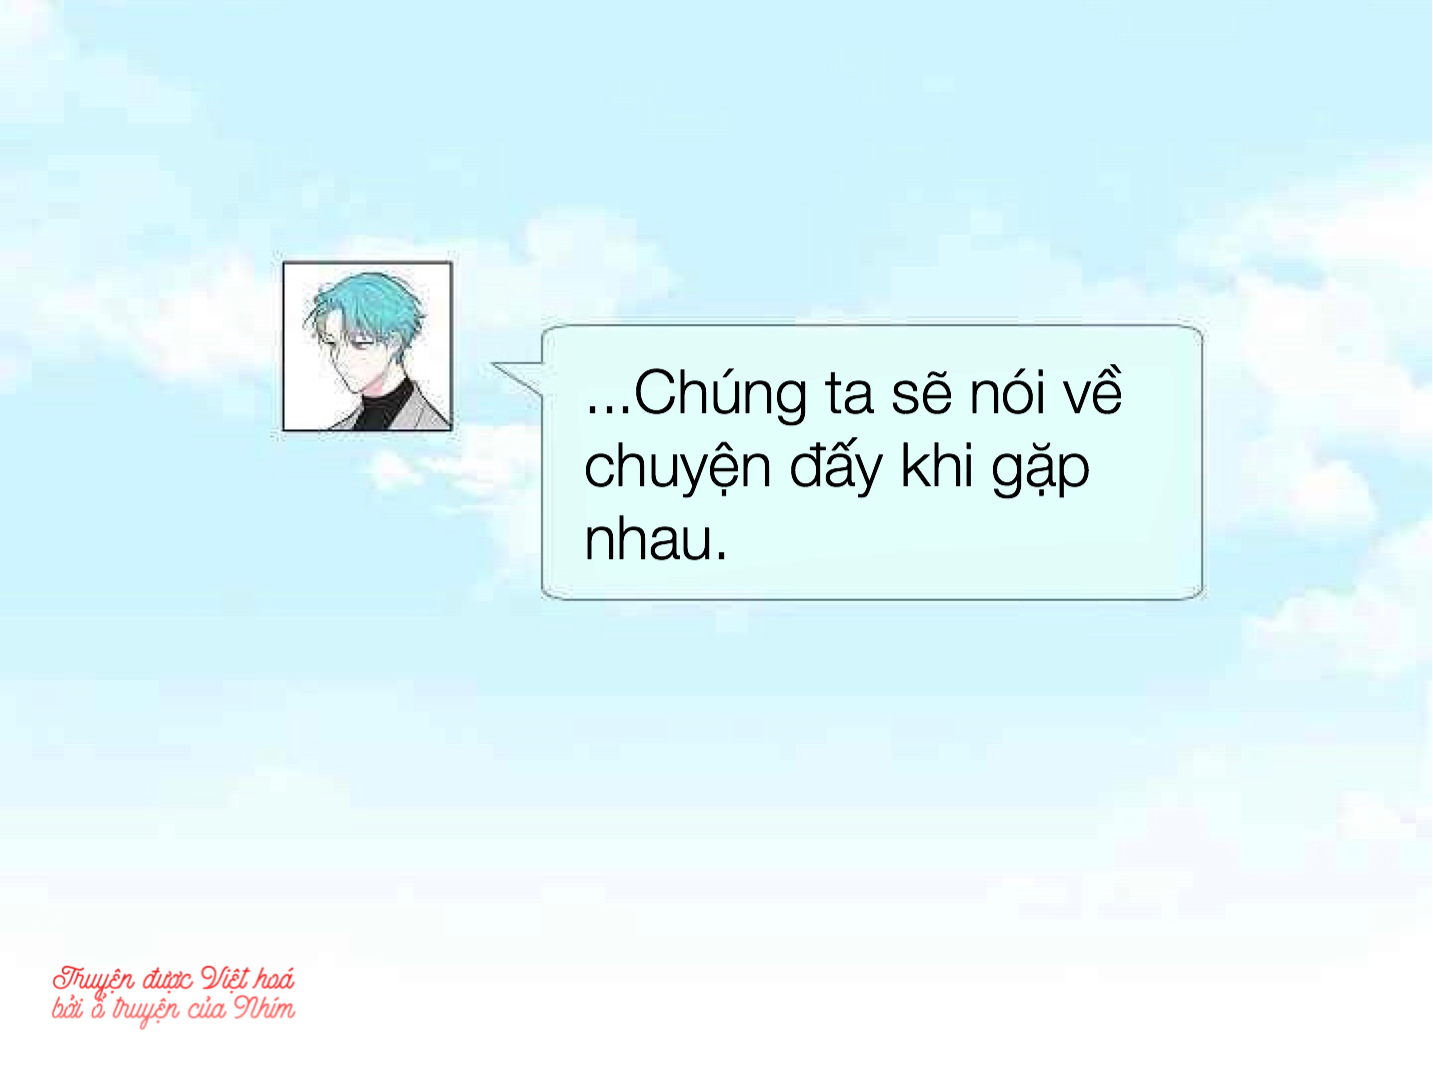 ...Chúng ta sẽ nói về
chuyện đấy khi gặp
nhau.
Truyện được Việt hoá
bởi ổ truyện của Nhím